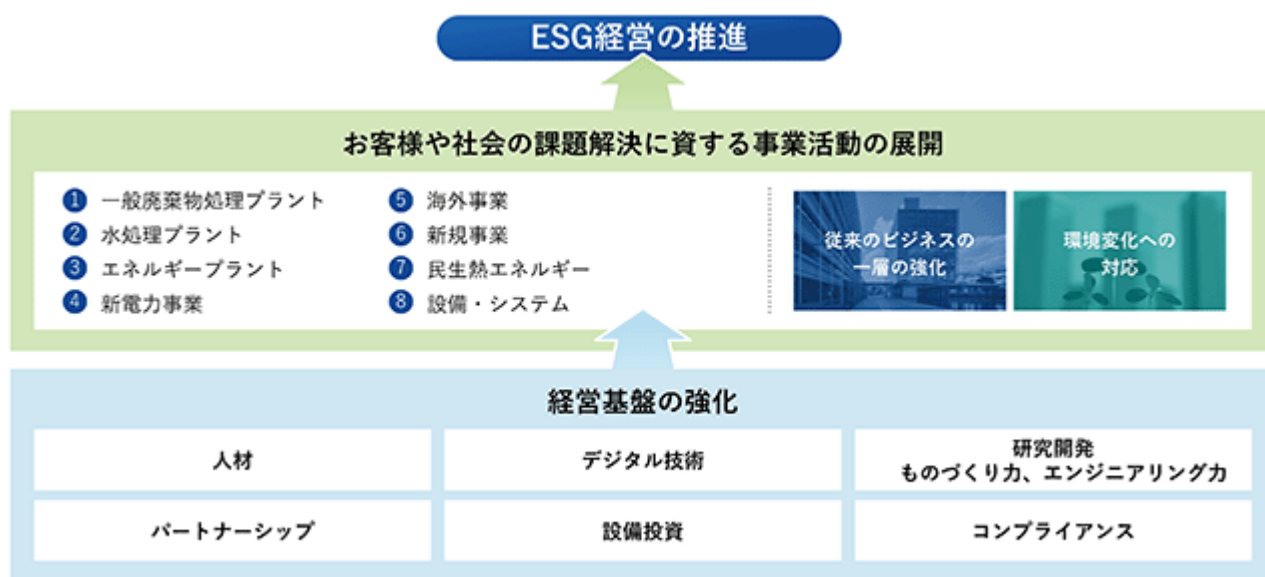 ESG経営の推進
お客様や社会の課題解決に資する事業活動の展開
1 一般廃棄物処理プラント
2 水処理プラント
3 エネルギープラント
4 新電力事業
5 海外事業
6 新規事業
7 民生熱エネルギー
8 設備・システム
従来のビジネスの
一層の強化
環境変化への
対応
経営基盤の強化
人材
デジタル技術
研究開発
ものづくり力、エンジニアリング力
パートナーシップ
設備投資
コンプライアンス